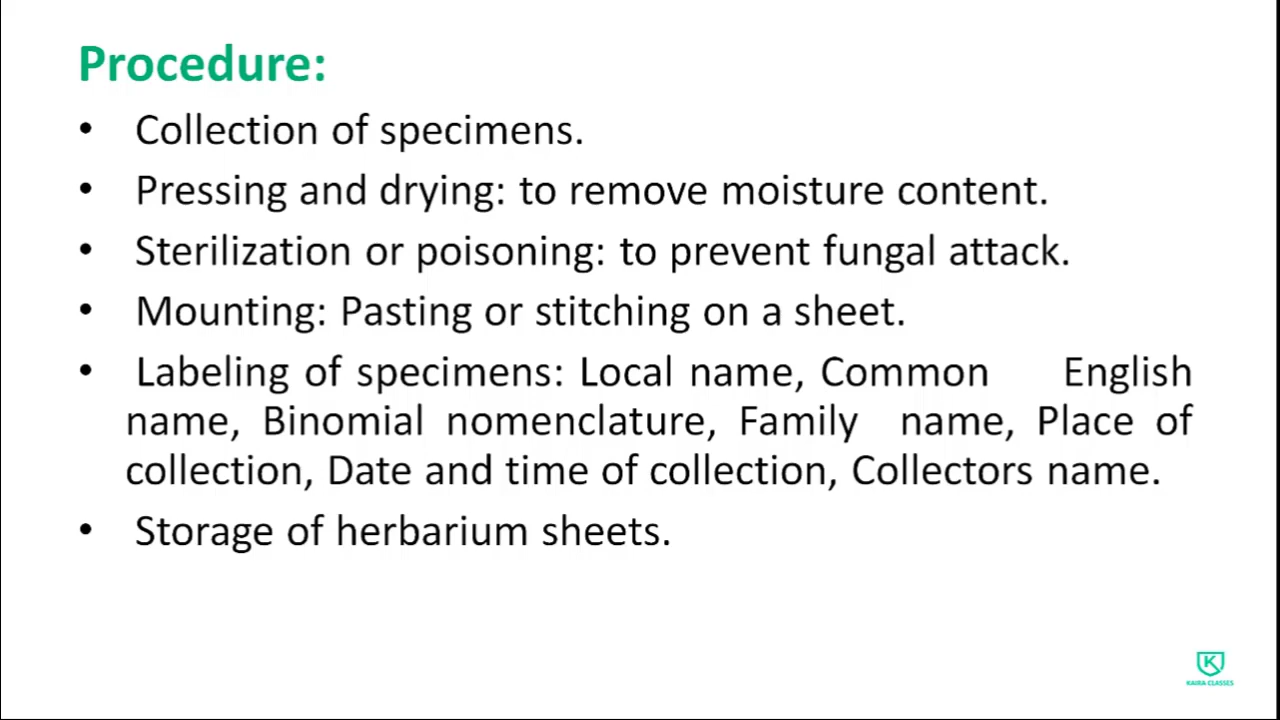 Procedure:
• Collection of specimens.
• Pressing and drying: to remove moisture content.
• Sterilization or poisoning: to prevent fungal attack.
• Mounting: Pasting or stitching on a sheet.
• Labeling of specimens: Local name, Common English
name, Binomial nomenclature, Family name, Place of
collection, Date and time of collection, Collectors name.
• Storage of herbarium sheets.
K
KAIRA CLASSES